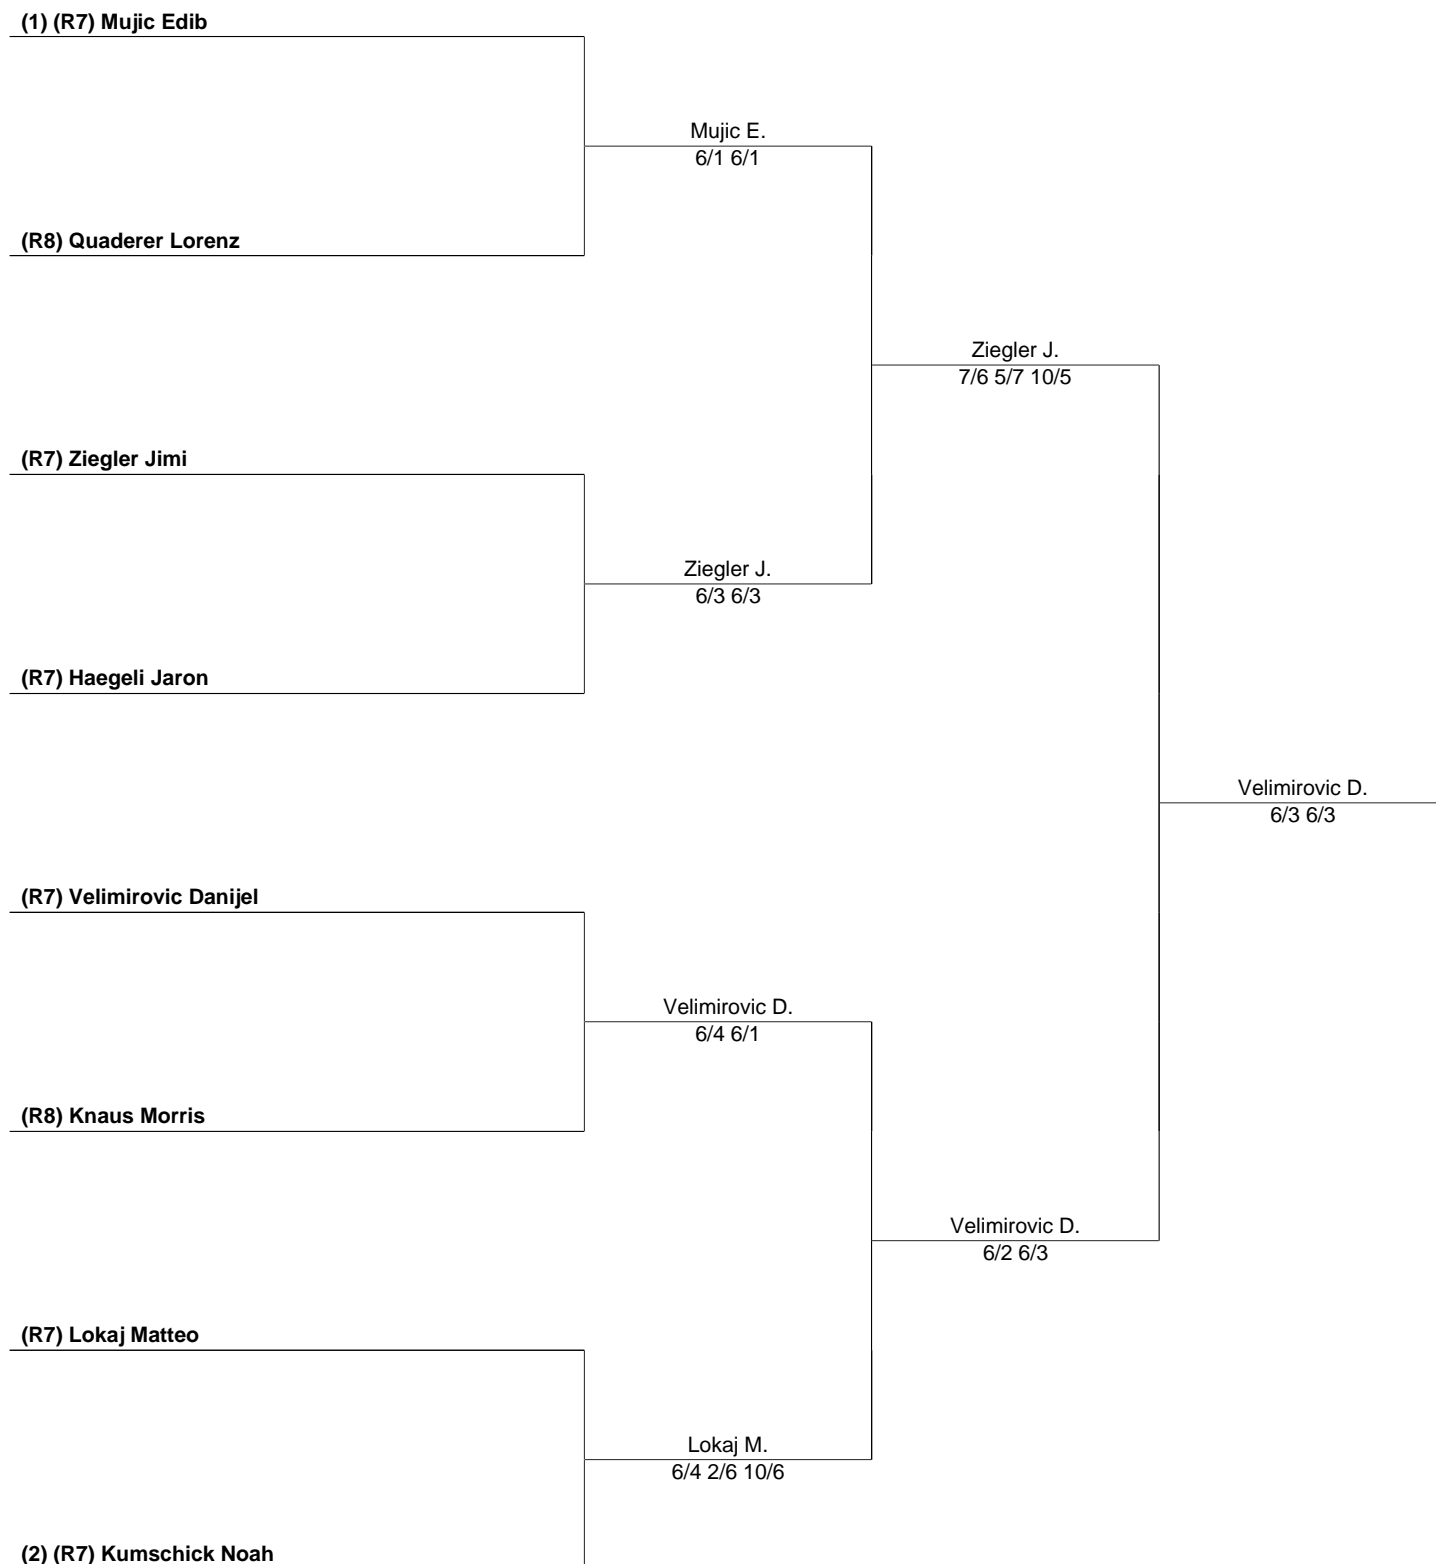 (1) (R7) Mujic Edib
Mujic E.
6/1 6/1
(R8) Quaderer Lorenz
Ziegler J.
7/6 5/7 10/5
(R7) Ziegler Jimi
Ziegler J.
6/3 6/3
(R7) Haegeli Jaron
Velimirovic D.
6/3 6/3
(R7) Velimirovic Danijel
Velimirovic D.
6/4 6/1
(R8) Knaus Morris
Velimirovic D.
6/2 6/3
(R7) Lokaj Matteo
Lokaj M.
6/4 2/6 10/6
(2) (R7) Kumschick Noah